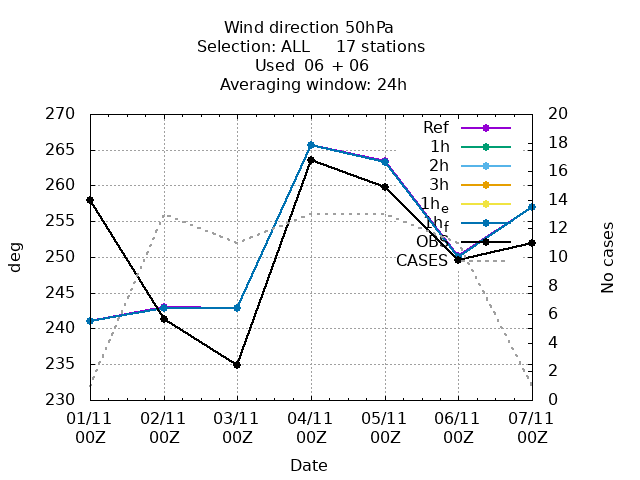 Wind direction 50hPa
Selection: ALL 17 stations
Used 06 + 06
Averaging window: 24h
270
265
260
255
250
245
240
235
230
deg
20
18
16
14
12
10
8
6
4
2
0
No cases
Ref
1h
2h
3h
1he
1hf
OBS
CASES
01/11 02/11 03/11 04/11 05/11 06/11 07/11
00Z 00Z 00Z 00Z 00Z 00Z 00Z
Date